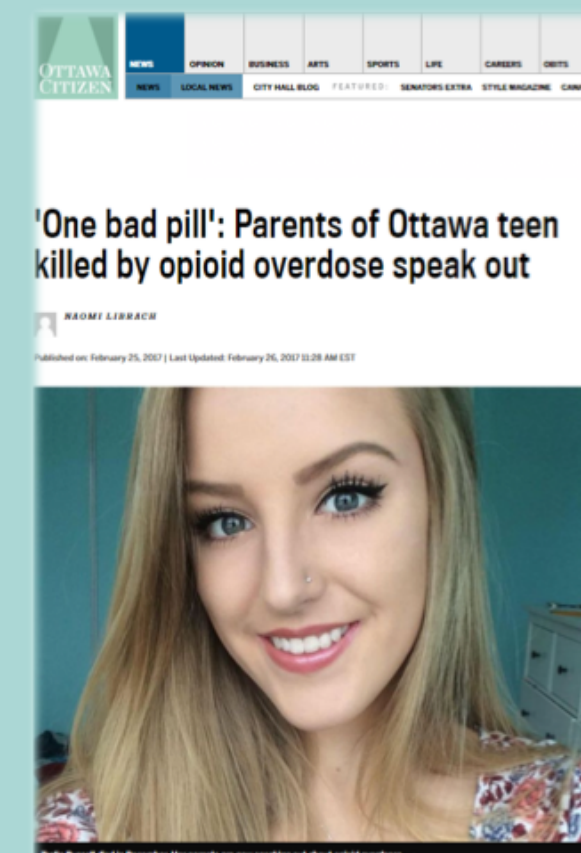 OTTAWA
CITIZEN
NEWS OPINION BUSINESS ARTS SPORTS LIFE CAREERS OBITS
NEWS LOCAL NEWS CITY HALL BLOG FEATURED: SENATORS EXTRA STYLE MAGAZINE
'One bad pill': Parents of Ottawa teen
killed by opioid overdose speak out
NAOMI LIBRACH
Published on: February 25, 2017 | Last Updated: February 26, 2017 11:28 AM EST